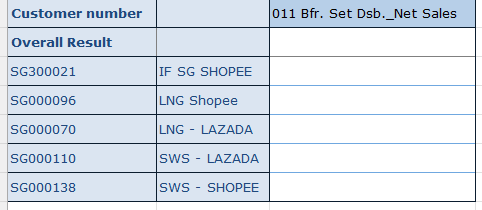 Customer number 011 Bfr. Set Dsb._Net Sales
Overall Result
SG300021 IF SG SHOPEE
SG000096 LNG Shopee
SG000070 LNG - LAZADA
SG000110 SWS - LAZADA
SG000138 SWS - SHOPEE